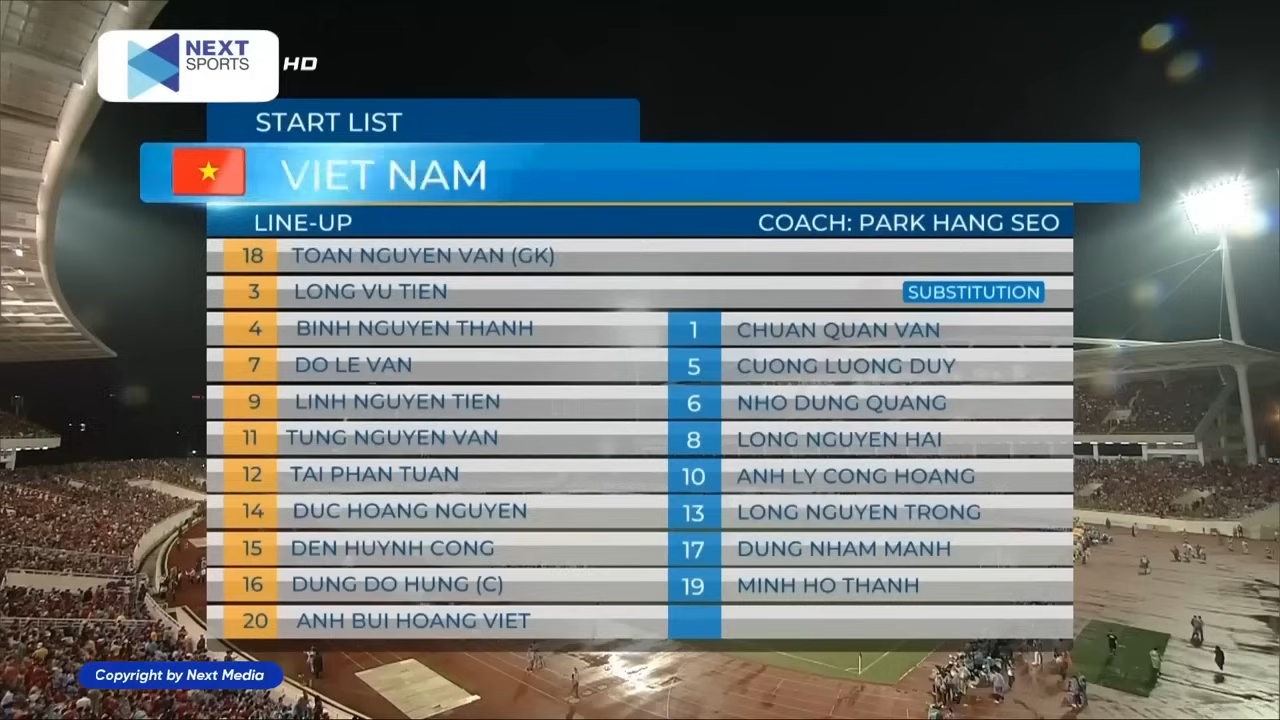 NEXT
SPORTS
HD
START LIST
VIET NAM
LINE-UP COACH: PARK HANG SEO
18 TOAN NGUYEN VAN (GK)
3 LONG VU TIEN
SUBSTITUTION
4 BINH NGUYEN THANH
1 CHUAN QUAN VAN
7 DO LE VAN
5 CUONG LUONG DUY
9 LINH NGUYEN TIEN
6 NHO DUNG QUANG
11 TUNG NGUYEN VAN
8 LONG NGUYEN HAI
12 TAI PHAN TUAN
10 ANH LY CONG HOANG
14 DUC HOANG NGUYEN
13 LONG NGUYEN TRONG
15 DEN HUYNH CONG
17 DUNG NHAM MANH
16 DUNG DO HUNG (C)
19 MINH HO THANH
20 ANH BUI HOANG VIET
Copyright by Next Media